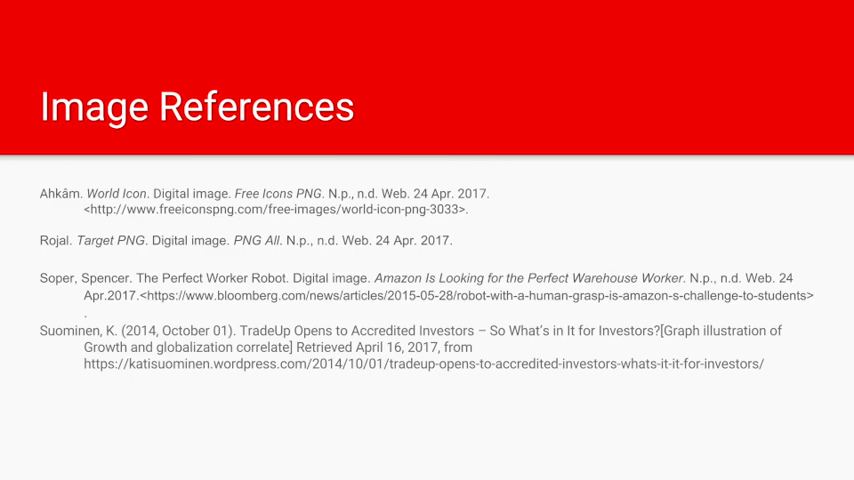 Image References
Ahkâm. World Icon. Digital image. Free Icons PNG. N.p., n.d. Web. 24 Apr. 2017.
<http://www.freeiconspng.com/free-images/world-icon-png-3033>.
Rojal. Target PNG. Digital image. PNG All. N.p., n.d. Web. 24 Apr. 2017.
Soper, Spencer. The Perfect Worker Robot. Digital image. Amazon Is Looking for the Perfect Warehouse Worker. N.p., n.d. Web. 24
Apr.2017.<https://www.bloomberg.com/news/articles/2015-05-28/robot-with-a-human-grasp-is-amazon-s-challenge-to-students>
.
Suominen, K. (2014, October 01). TradeUp Opens to Accredited Investors – So What's in It for Investors?[Graph illustration of
Growth and globalization correlate] Retrieved April 16, 2017, from
https://katisuominen.wordpress.com/2014/10/01/tradeup-opens-to-accredited-investors-whats-it-it-for-investors/